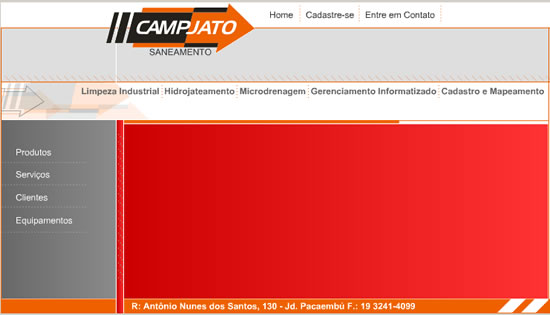 CAMPJATO
SANEAMENTO
Home Cadastre-se Entre em Contato
Limpeza Industrial Hidrojateamento Microdrenagem Gerenciamento Informatizado Cadastro e Mapeamento
Produtos
Serviços
Clientes
Equipamentos
R: Antônio Nunes dos Santos, 130 - Jd. Pacaembú F.: 19 3241-4099